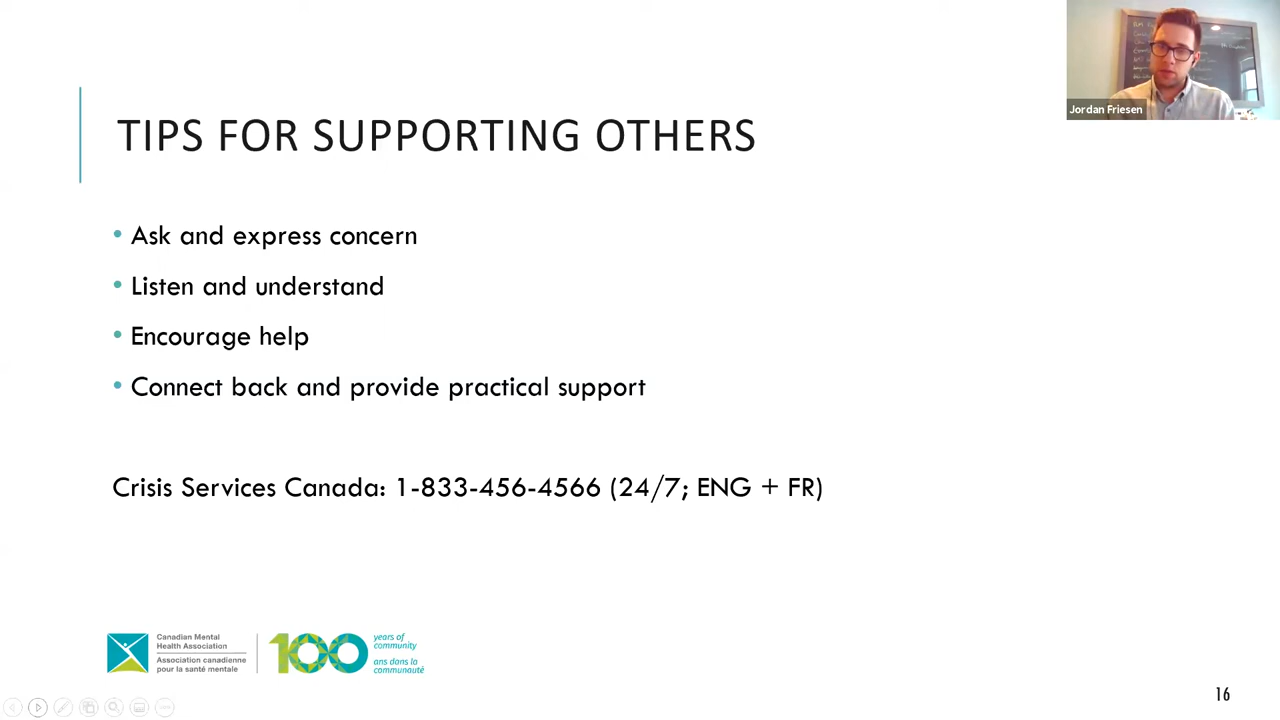 Jordan Friesen
TIPS FOR SUPPORTING OTHERS
• Ask and express concern
• Listen and understand
• Encourage help
• Connect back and provide practical support
Crisis Services Canada: 1-833-456-4566 (24/7; ENG + FR)
Canadian Mental
Health Association
Association canadienne
pour la santé mentale
100
years of
community
ans dans la
communauté
16